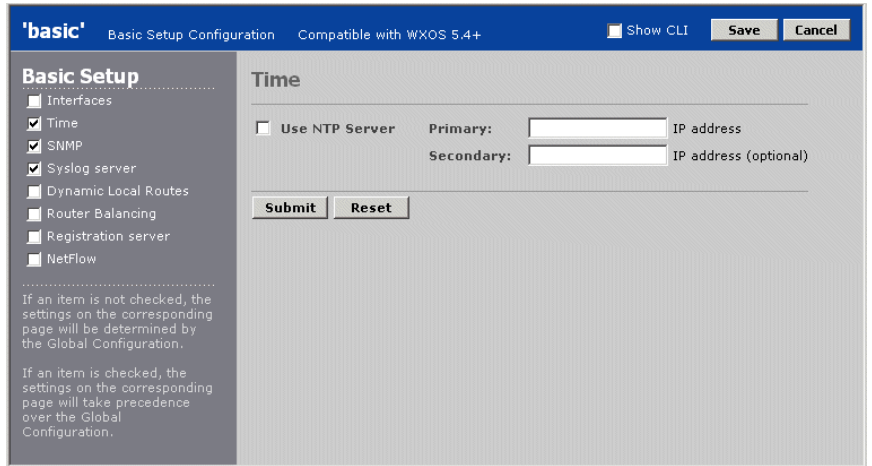 'basic' Basic Setup Configuration Compatible with WXOS 5.4+ Show CLI Save Cancel
Basic Setup
Interfaces
Time
SNMP
Syslog server
Dynamic Local Routes
Router Balancing
Registration server
NetFlow
If an item is not checked, the
settings on the corresponding
page will be determined by
the Global Configuration.
If an item is checked, the
settings on the corresponding
page will take precedence
over the Global
Configuration.
Time
Use NTP Server Primary: IP address
Secondary: IP address (optional)
Submit Reset